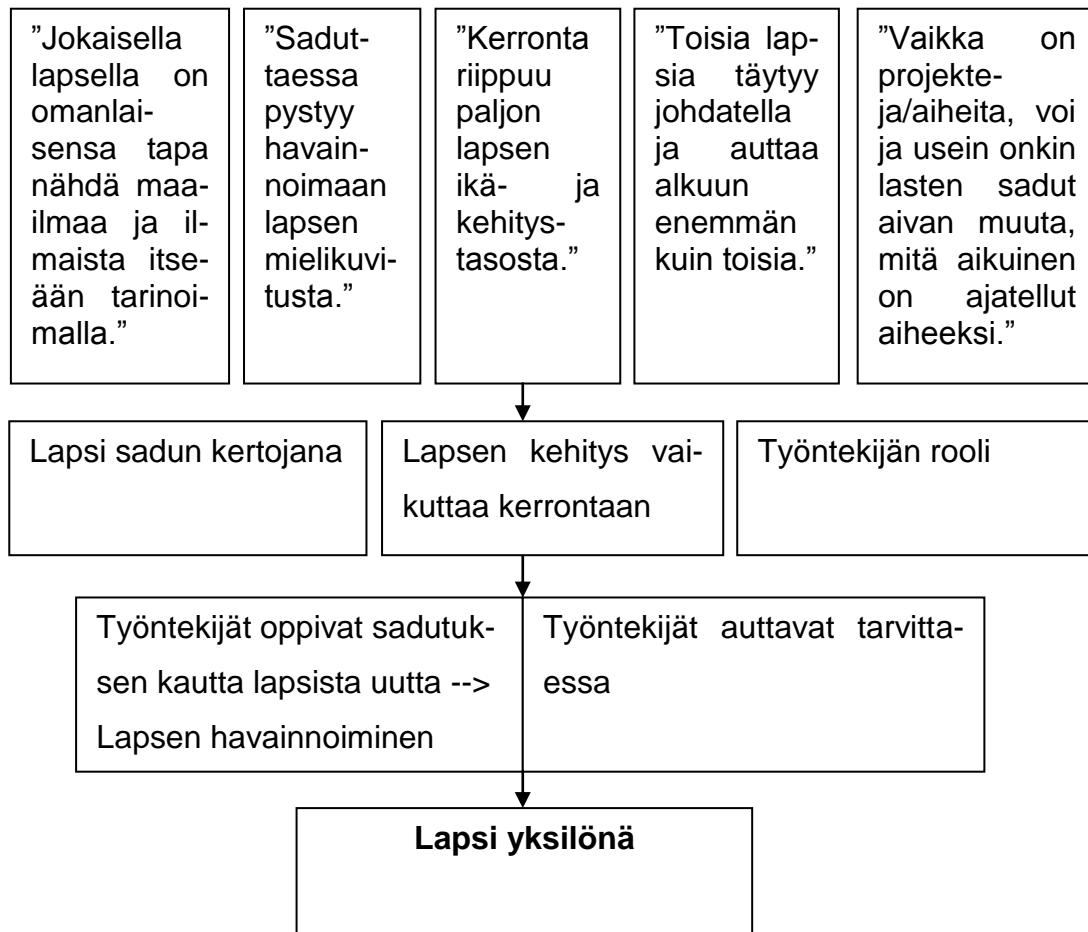 ”Jokaisella
lapsella on
omanlai-
sensa tapa
nähdä maa-
ilmaa ja il-
maista itse-
ään tarinoi-
malla.”
”Sadut-
taessa
pystyy
havain-
noimaan
lapsen
mielikuvi-
tusta.”
”Kerronta
riippuu
paljon
lapsen
ikä- ja
kehitys-
tasosta.”
”Toisia lap-
sia täytyy
johdatella
ja auttaa
alkuun
enemmän
kuin toisia.”
”Vaikka on
projekte-
ja/aiheita, voi
ja usein onkin
lasten sadut
aivan muuta,
mitä aikuinen
on ajatellut
aiheeksi.”
Lapsi sadun kertojana
Lapsen kehitys vai-
kuttaa kerrontaan
Työntekijän rooli
Työntekijät oppivat sadutuk-
sen kautta lapsista uutta -->
Lapsen havainnoiminen
Työntekijät auttavat tarvitta-
essa
Lapsi yksilönä